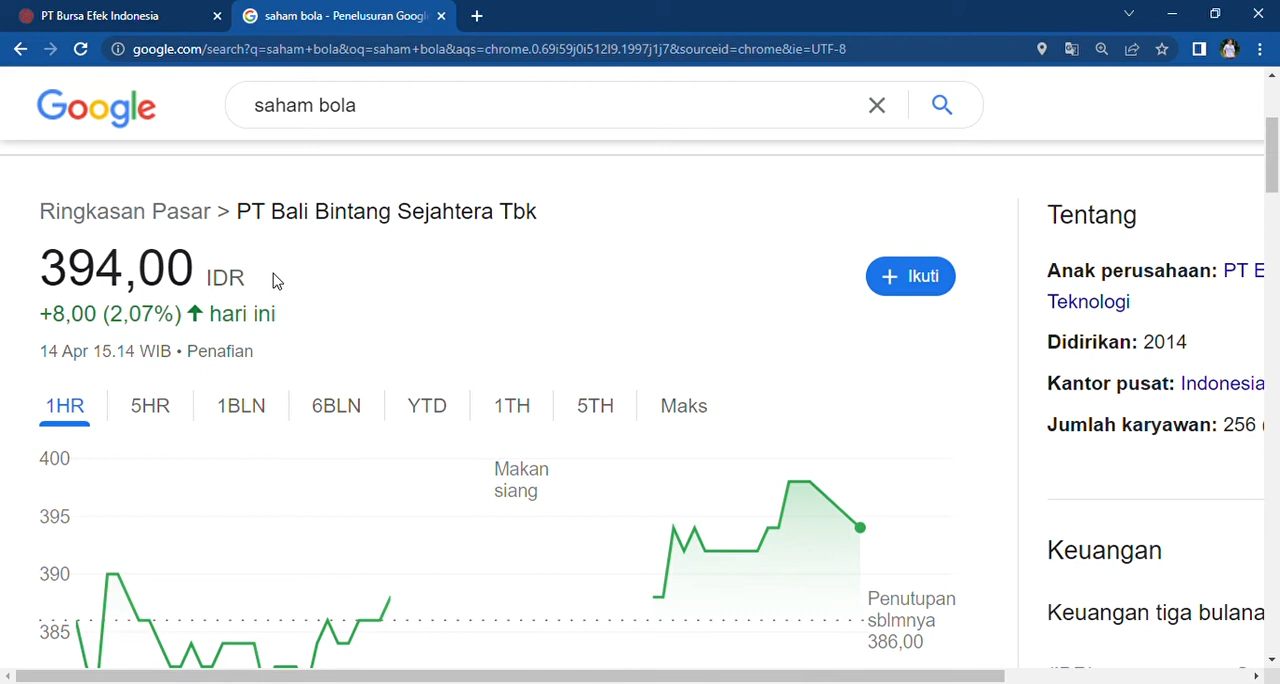 PT Bursa Efek Indonesia
saham bola - Penelusuran Googl
google.com/search?q=saham+bola&oq=saham+bola&aqs=chrome.0.69i59j0i512l9.1997j1j7&sourceid=chrome&ie=UTF-8
Google
saham bola
Ringkasan Pasar > PT Bali Bintang Sejahtera Tbk
394,00 IDR
+ Ikuti
+8,00 (2,07%) ↑ hari ini
14 Apr 15.14 WIB • Penafian
1HR 5HR 1BLN 6BLN YTD 1TH 5TH Maks
400
Makan
siang
395
390
385
Penutupan
sblmnya
386,00
Tentang
Anak perusahaan: PT E
Teknologi
Didirikan: 2014
Kantor pusat: Indonesia
Jumlah karyawan: 256 (
Keuangan
Keuangan tiga bulana